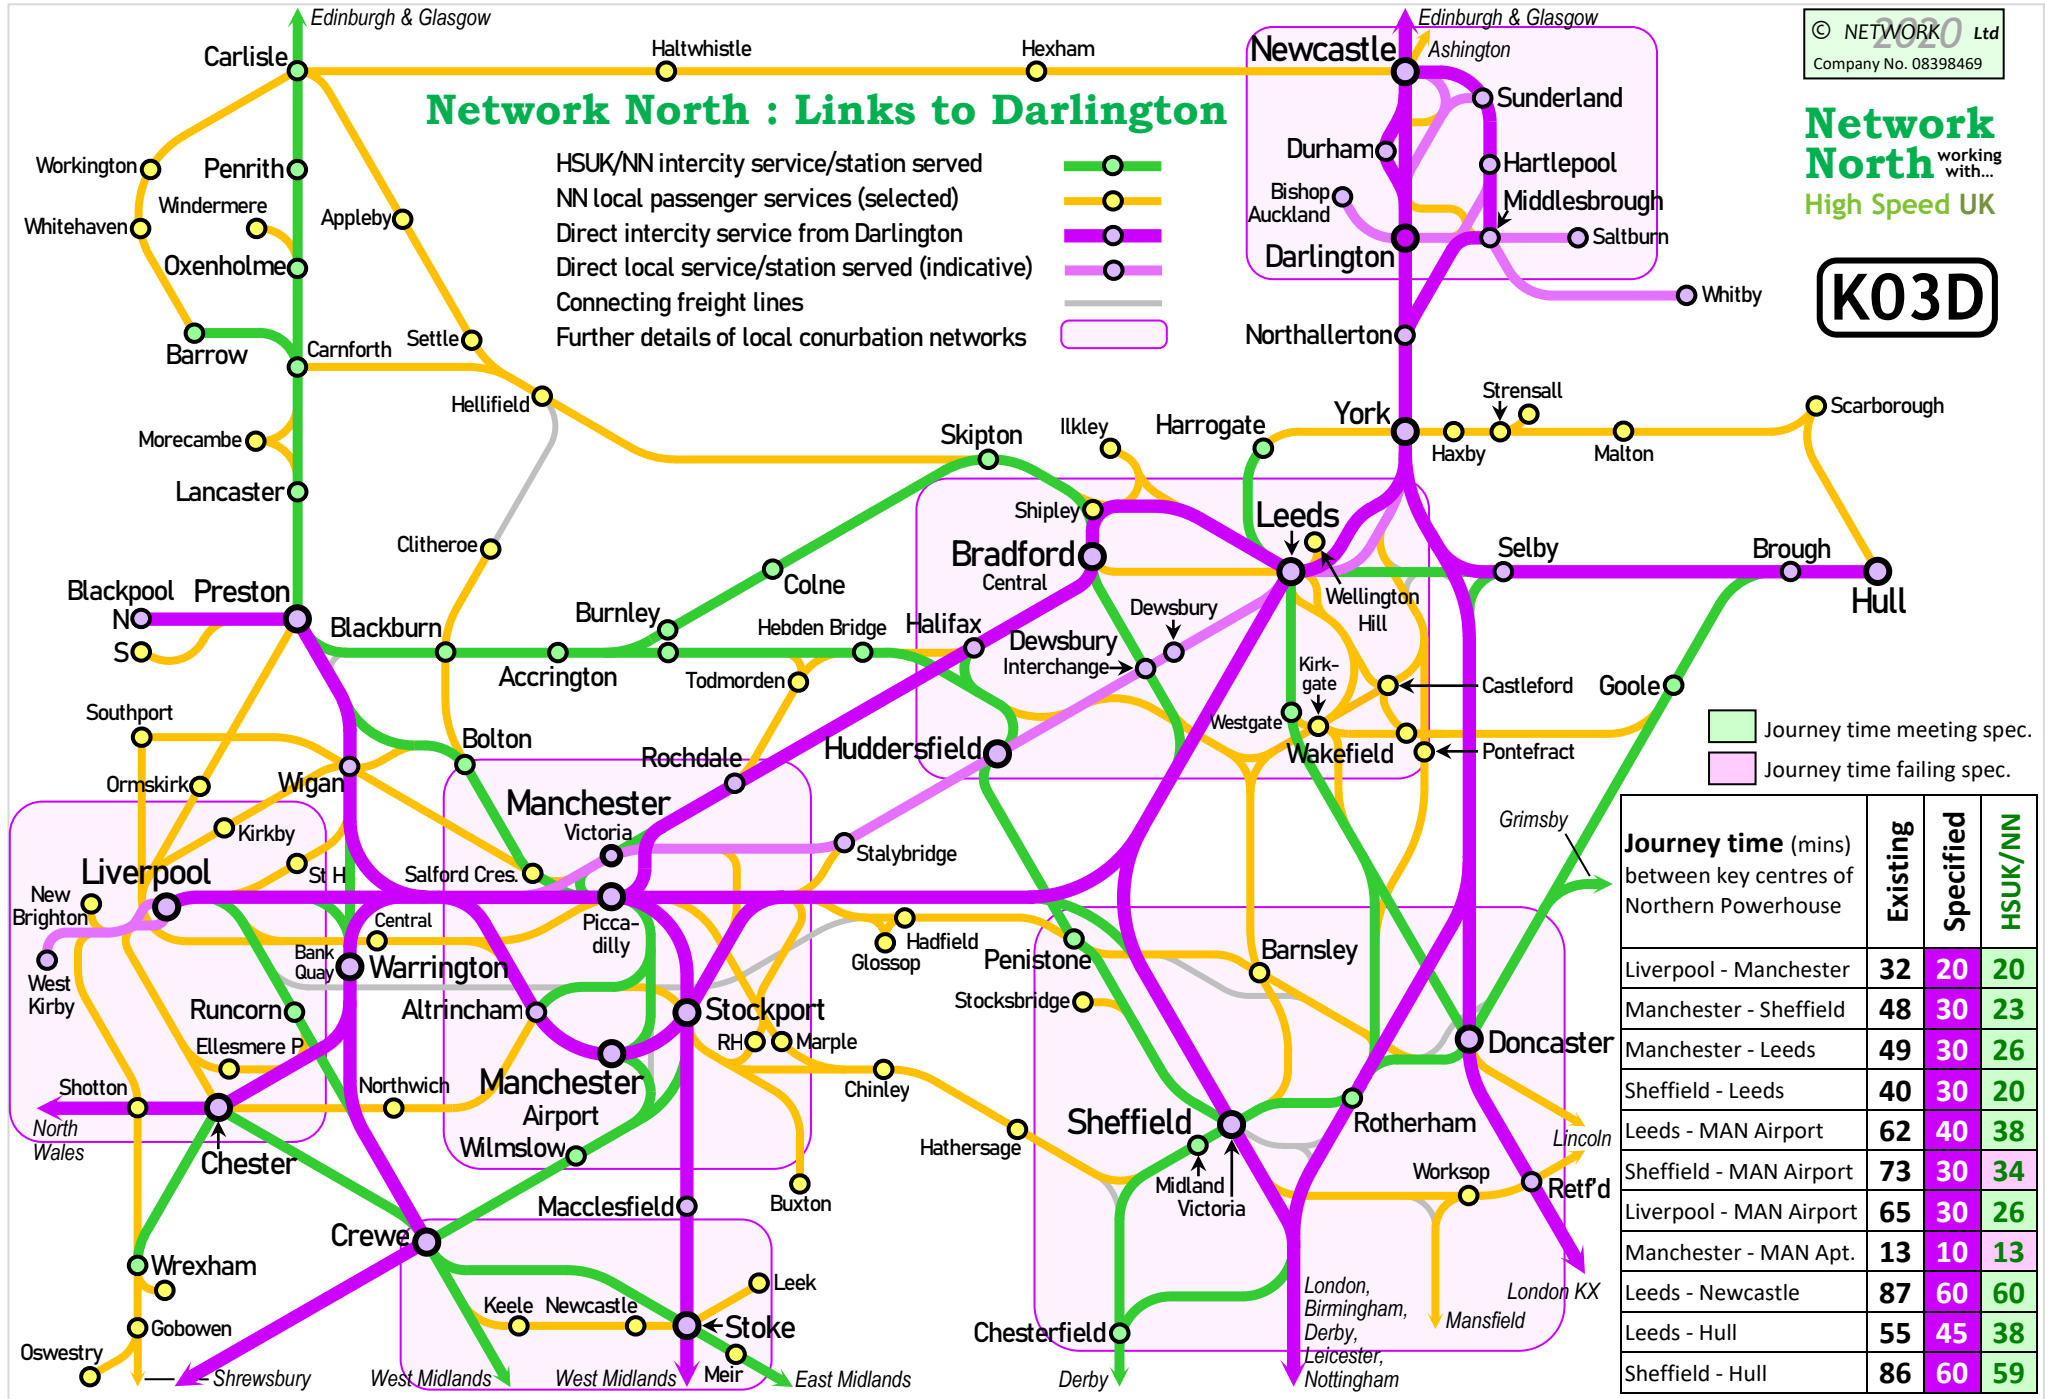 Edinburgh & Glasgow
Edinburgh & Glasgow
© NETWORK 2020 Ltd
Company No. 08398469
Carlisle
Haltwhistle
Hexham
Newcastle
Ashington
Network North : Links to Darlington
Sunderland
Network
North working
with...
High Speed UK
Durham
Hartlepool
HSUK/NN intercity service/station served
NN local passenger services (selected)
Direct intercity service from Darlington
Direct local service/station served (indicative)
Connecting freight lines
Further details of local conurbation networks
Workington
Penrith
Windermere
Whitehaven
Appleby
Oxenholme
Bishop
Auckland
Middlesbrough
Saltburn
Darlington
Whitby
K03D
Barrow
Carnforth
Settle
Northallerton
Hellifield
Morecambe
Lancaster
Skipton
Ilkley
Harrogate
York
Strensall
Haxby
Malton
Scarborough
Clitheroe
Shipley
Leeds
Bradford
Central
Selby
Brough
Hull
Colne
Wellington
Hill
Blackpool
N
S
Preston
Blackburn
Burnley
Accrington
Hebden Bridge
Todmorden
Halifax
Dewsbury
Dewsbury
Interchange
Kirk-
gate
Castleford
Goole
Westgate
Wakefield
Pontefract
Southport
Ormskirk
Wigan
Bolton
Rochdale
Huddersfield
Journey time meeting spec.
Journey time failing spec.
Kirkby
St H
Manchester
Victoria
Stalybridge
Salford Cres.
Grimsby
Liverpool
New
Brighton
West
Kirby
Central
Bank
Quay
Warrington
Picca-
dilly
Hadfield
Glossop
Penistone
Barnsley
Stocksbridge
Runcorn
Altrincham
Stockport
RH
Marple
Doncaster
Ellesmere P
Shotton
Northwich
Manchester
Airport
Chinley
North
Wales
Chester
Wilmslow
Hathersage
Sheffield
Rotherham
Lincoln
Midland
Victoria
Worksop
Retf'd
Buxton
Macclesfield
Crewe
Wrexham
Gobowen
Oswestry
Shrewsbury
Keele
Newcastle
Leek
Stoke
Meir
West Midlands
West Midlands
East Midlands
Chesterfield
Derby
London,
Birmingham,
Derby,
Leicester,
Nottingham
Mansfield
London KX
Journey time (mins)
between key centres of
Northern Powerhouse
Existing
Specified
HSUK/NN
Liverpool - Manchester 32 20 20
Manchester - Sheffield 48 30 23
Manchester - Leeds 49 30 26
Sheffield - Leeds 40 30 20
Leeds - MAN Airport 62 40 38
Sheffield - MAN Airport 73 30 34
Liverpool - MAN Airport 65 30 26
Manchester - MAN Apt. 13 10 13
Leeds - Newcastle 87 60 60
Leeds - Hull 55 45 38
Sheffield - Hull 86 60 59